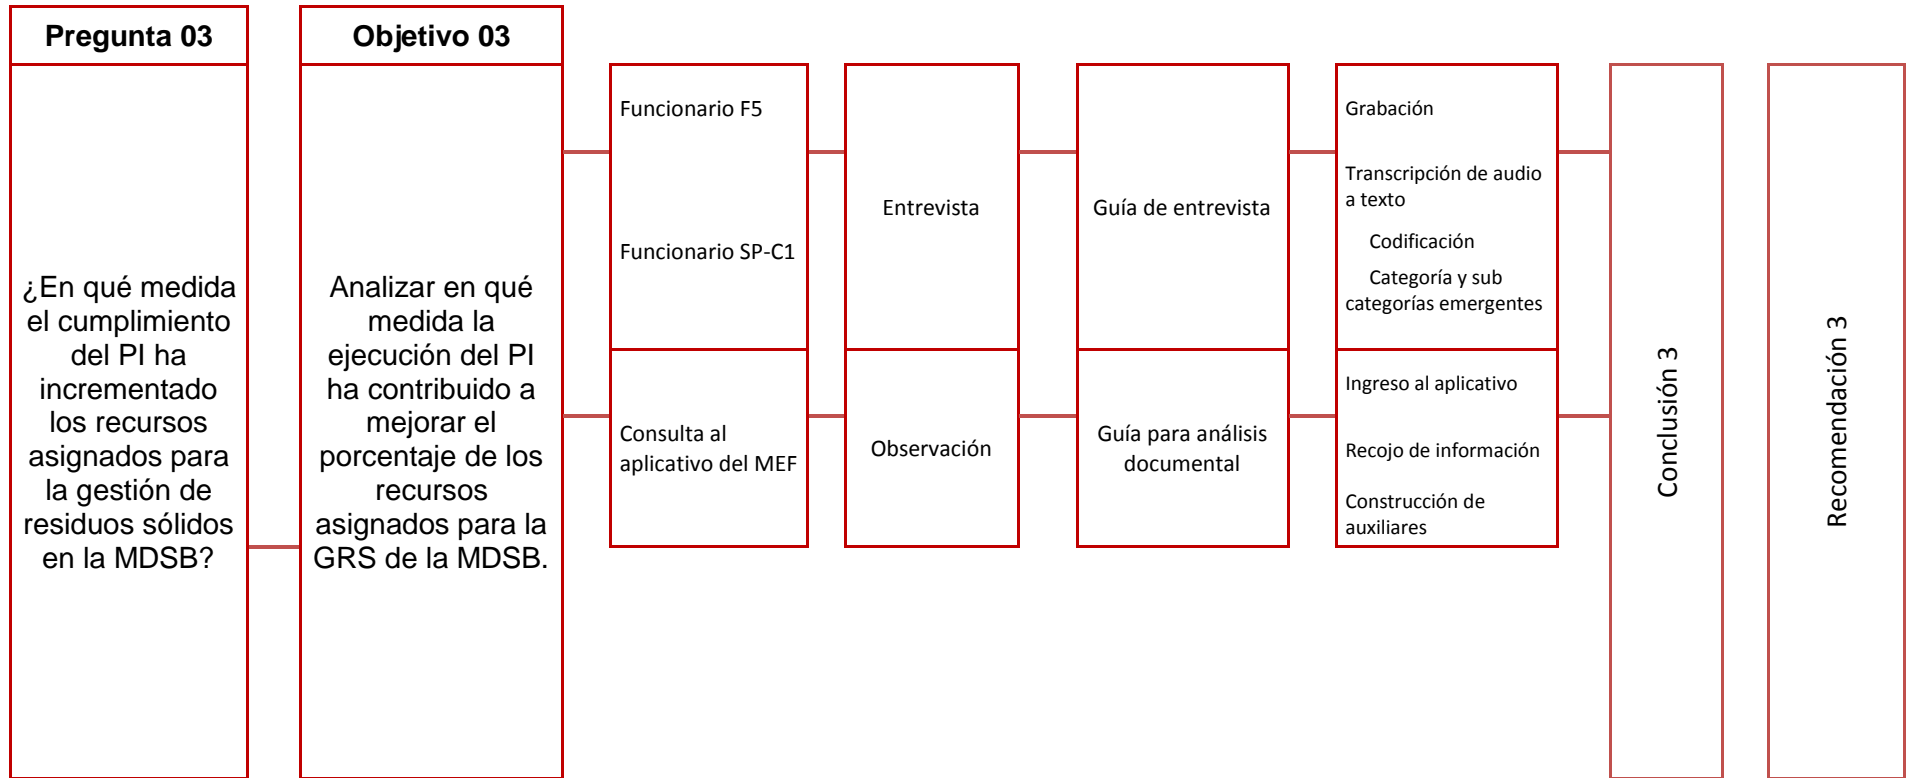 Pregunta 03
¿En qué medida
el cumplimiento
del PI ha
incrementado
los recursos
asignados para
la gestión de
residuos sólidos
en la MDSB?
Objetivo 03
Analizar en qué
medida la
ejecución del PI
ha contribuido a
mejorar el
porcentaje de los
recursos
asignados para la
GRS de la MDSB.
Funcionario F5
Funcionario SP-C1
Consulta al
aplicativo del MEF
Entrevista
Observación
Guía de entrevista
Guía para análisis
documental
Grabación
Transcripción de audio
a texto
Codificación
Categoría y sub
categorías emergentes
Ingreso al aplicativo
Recojo de información
Construcción de
auxiliares
Conclusión 3
Recomendación 3